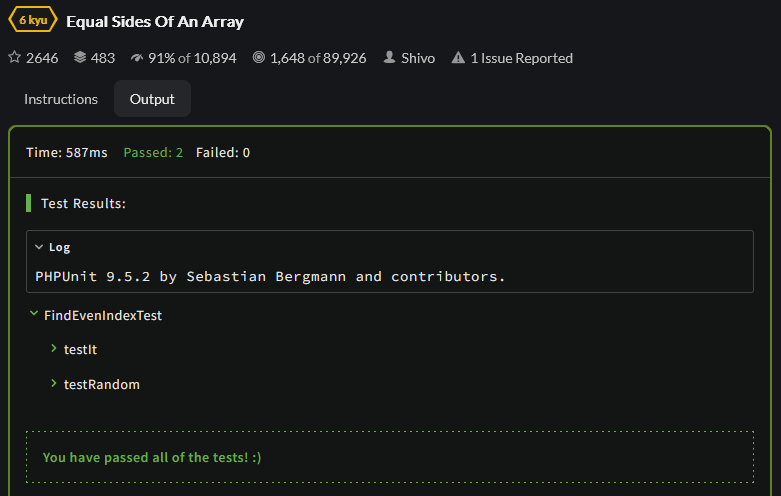 6 kyu Equal Sides Of An Array
2646 483 91% of 10,894 1,648 of 89,926 Shivo 1 Issue Reported
Instructions Output
Time: 587ms Passed: 2 Failed: 0
Test Results:
Log
PHPUnit 9.5.2 by Sebastian Bergmann and contributors.
FindEvenIndexTest
testIt
testRandom
You have passed all of the tests! :)